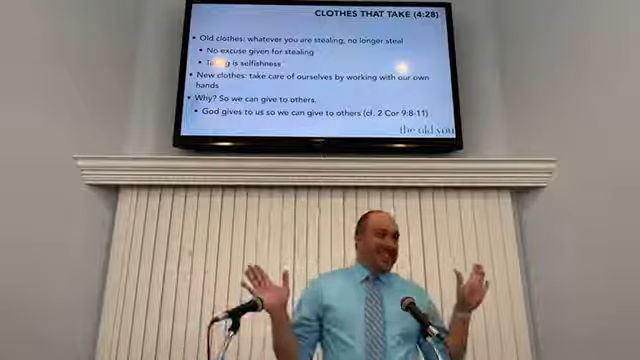 CLOTHES THAT TAKE (4:28)
• Old clothes: whatever you are stealing, no longer steal
• No excuse given for stealing
• Taking is selfishness
• New clothes: take care of ourselves by working with our own
hands
• Why? So we can give to others.
• God gives to us so we can give to others (cf. 2 Cor 9:8-11)
the old you